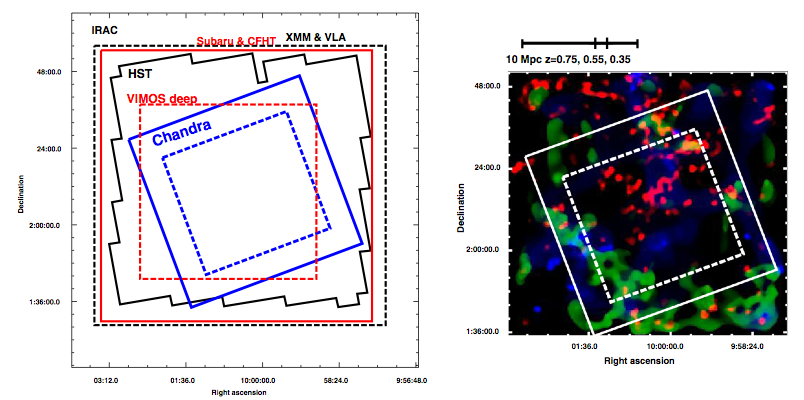 IRAC
Subaru & CFHT
XMM & VLA
HST
VIMOS deep
Chandra
48:00.0
24:00.0
2:00:00.0
1:36:00.0
Declination
03:12.0
01:36.0
10:00:00.0
58:24.0
9:56:48.0
Right ascension
10 Mpc z=0.75, 0.55, 0.35
48:00.0
24:00.0
2:00:00.0
1:36:00.0
Declination
01:36.0
10:00:00.0
9:58:24.0
Right ascension